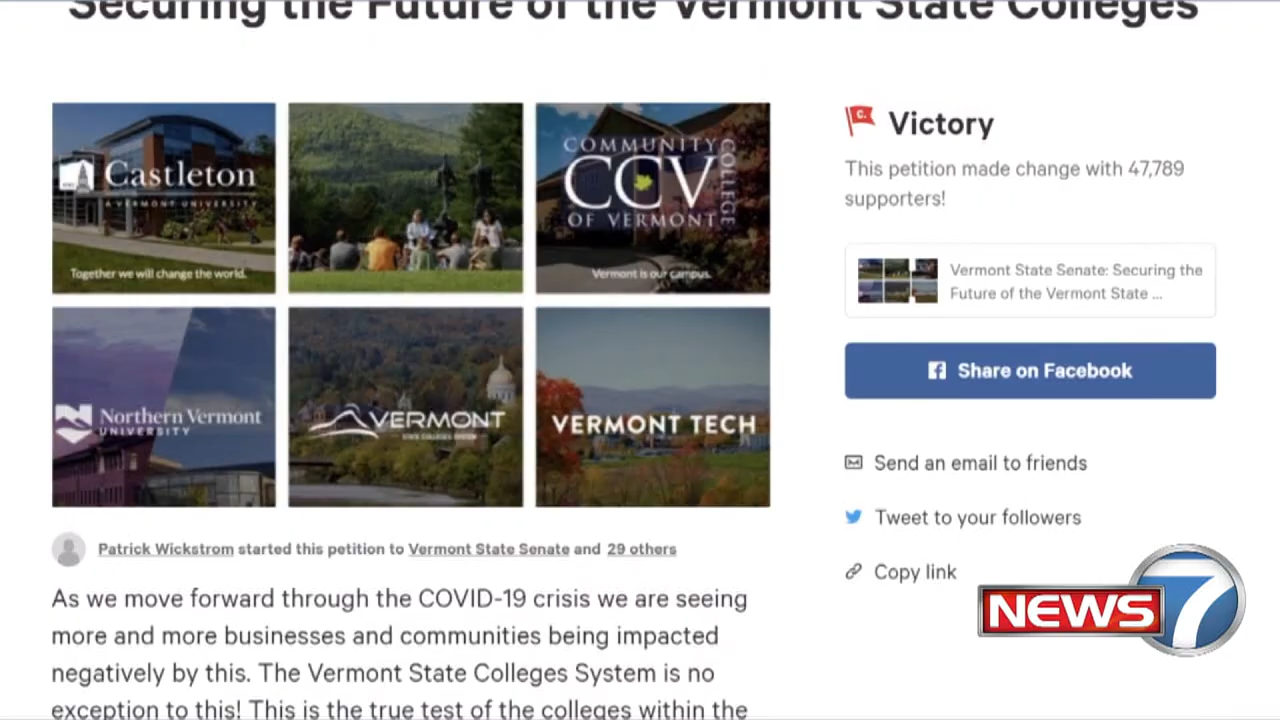 Securing the Future of the Vermont State Colleges
Castleton
A VERMONT UNIVERSITY
Together we will change the world.
COMMUNITY
COLLEGE
CCV
OF VERMONT
Vermont is our campus.
Northern Vermont
UNIVERSITY
VERMONT
STATE COLLEGES SYSTEM
VERMONT TECH
Patrick Wickstrom started this petition to Vermont State Senate and 29 others
As we move forward through the COVID-19 crisis we are seeing
more and more businesses and communities being impacted
negatively by this. The Vermont State Colleges System is no
exception to this! This is the true test of the colleges within the
C.
Victory
This petition made change with 47,789
supporters!
Vermont State Senate: Securing the
Future of the Vermont State ...
Share on Facebook
Send an email to friends
Tweet to your followers
Copy link
NEWS 7